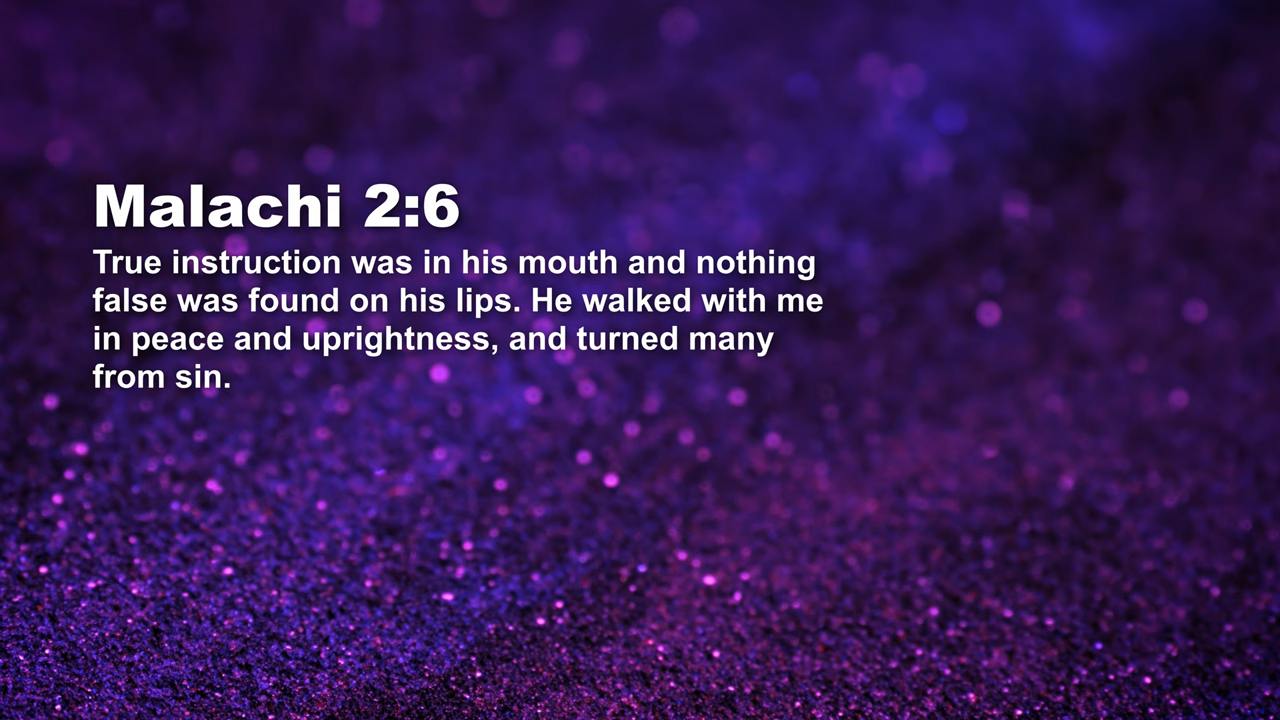 Malachi 2:6
True instruction was in his mouth and nothing
false was found on his lips. He walked with me
in peace and uprightness, and turned many
from sin.